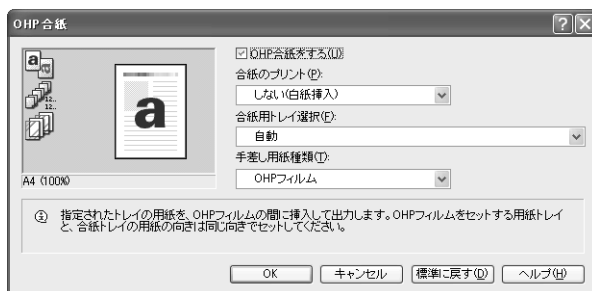 OHP合紙
OHP合紙をする(U)
合紙のプリント(P):
しない(白紙挿入)
合紙用トレイ選択(F):
自動
手差し用紙種類(T):
OHPフィルム
a
a
12..
12..
a
A4 (100%)
指定されたトレイの用紙を、OHPフィルムの間に挿入して出力します。OHPフィルムをセットする用紙トレイ
と、合紙トレイの用紙の向きは同じ向きでセットしてください。
OK
キャンセル
標準に戻す(D)
ヘルプ(H)